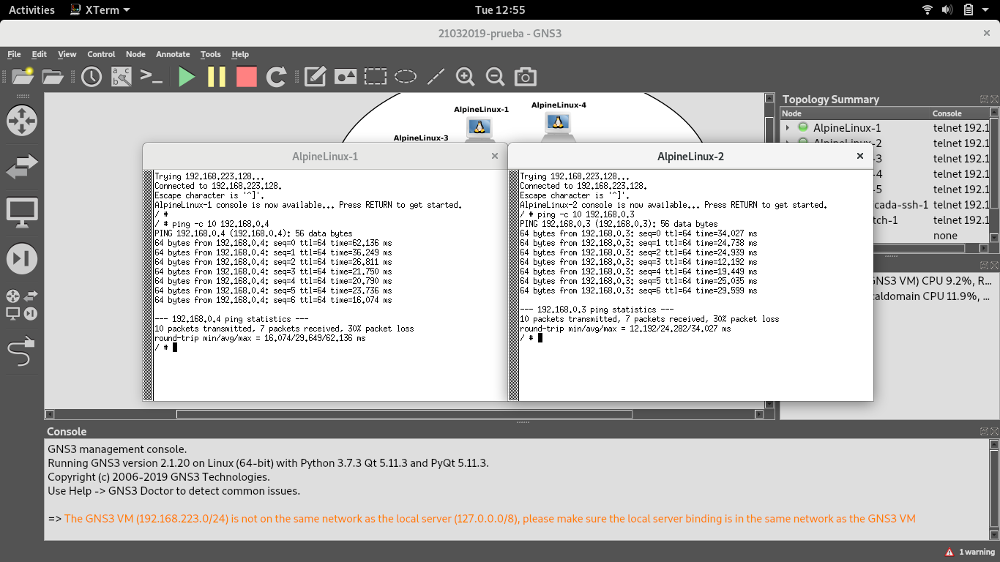 Activities XTerm Tue 12:55
21032019-prueba - GNS3
File Edit View Control Node Annotate Tools Help
Topology Summary
Node Console
AlpineLinux-1 telnet 192.1
AlpineLinux-2 telnet 192.1
-3 telnet 192.1
-4 telnet 192.1
-5 telnet 192.1
cada-ssh-1 telnet 192.1
tch-1 telnet 192.1
none
GNS3 VM) CPU 9.2%, R...
caldomain CPU 11.9%, ...
AlpineLinux-1
AlpineLinux-4
AlpineLinux-3
AlpineLinux-1
Trying 192.168.223.128...
Connected to 192.168.223.128.
Escape character is '^]'.
AlpineLinux-1 console is now available... Press RETURN to get started.
/ #
/ # ping -c 10 192.168.0.4
PING 192.168.0.4 (192.168.0.4): 56 data bytes
64 bytes from 192.168.0.4: seq=0 ttl=64 time=62.136 ms
64 bytes from 192.168.0.4: seq=1 ttl=64 time=36.249 ms
64 bytes from 192.168.0.4: seq=2 ttl=64 time=26.811 ms
64 bytes from 192.168.0.4: seq=3 ttl=64 time=21.750 ms
64 bytes from 192.168.0.4: seq=4 ttl=64 time=20.790 ms
64 bytes from 192.168.0.4: seq=5 ttl=64 time=23.736 ms
64 bytes from 192.168.0.4: seq=6 ttl=64 time=16.074 ms
--- 192.168.0.4 ping statistics ---
10 packets transmitted, 7 packets received, 30% packet loss
round-trip min/avg/max = 16.074/29.649/62.136 ms
/ #
AlpineLinux-2
Trying 192.168.223.128...
Connected to 192.168.223.128.
Escape character is '^]'.
AlpineLinux-2 console is now available... Press RETURN to get started.
/ # ping -c 10 192.168.0.3
PING 192.168.0.3 (192.168.0.3): 56 data bytes
64 bytes from 192.168.0.3: seq=0 ttl=64 time=34.027 ms
64 bytes from 192.168.0.3: seq=1 ttl=64 time=24.738 ms
64 bytes from 192.168.0.3: seq=2 ttl=64 time=24.939 ms
64 bytes from 192.168.0.3: seq=3 ttl=64 time=12.192 ms
64 bytes from 192.168.0.3: seq=4 ttl=64 time=19.449 ms
64 bytes from 192.168.0.3: seq=5 ttl=64 time=25.035 ms
64 bytes from 192.168.0.3: seq=6 ttl=64 time=29.599 ms
--- 192.168.0.3 ping statistics ---
10 packets transmitted, 7 packets received, 30% packet loss
round-trip min/avg/max = 12.192/24.282/34.027 ms
/ #
Console
GNS3 management console.
Running GNS3 version 2.1.20 on Linux (64-bit) with Python 3.7.3 Qt 5.11.3 and PyQt 5.11.3.
Copyright (c) 2006-2019 GNS3 Technologies.
Use Help -> GNS3 Doctor to detect common issues.
=> The GNS3 VM (192.168.223.0/24) is not on the same network as the local server (127.0.0.0/8), please make sure the local server binding is in the same network as the GNS3 VM
1 warning